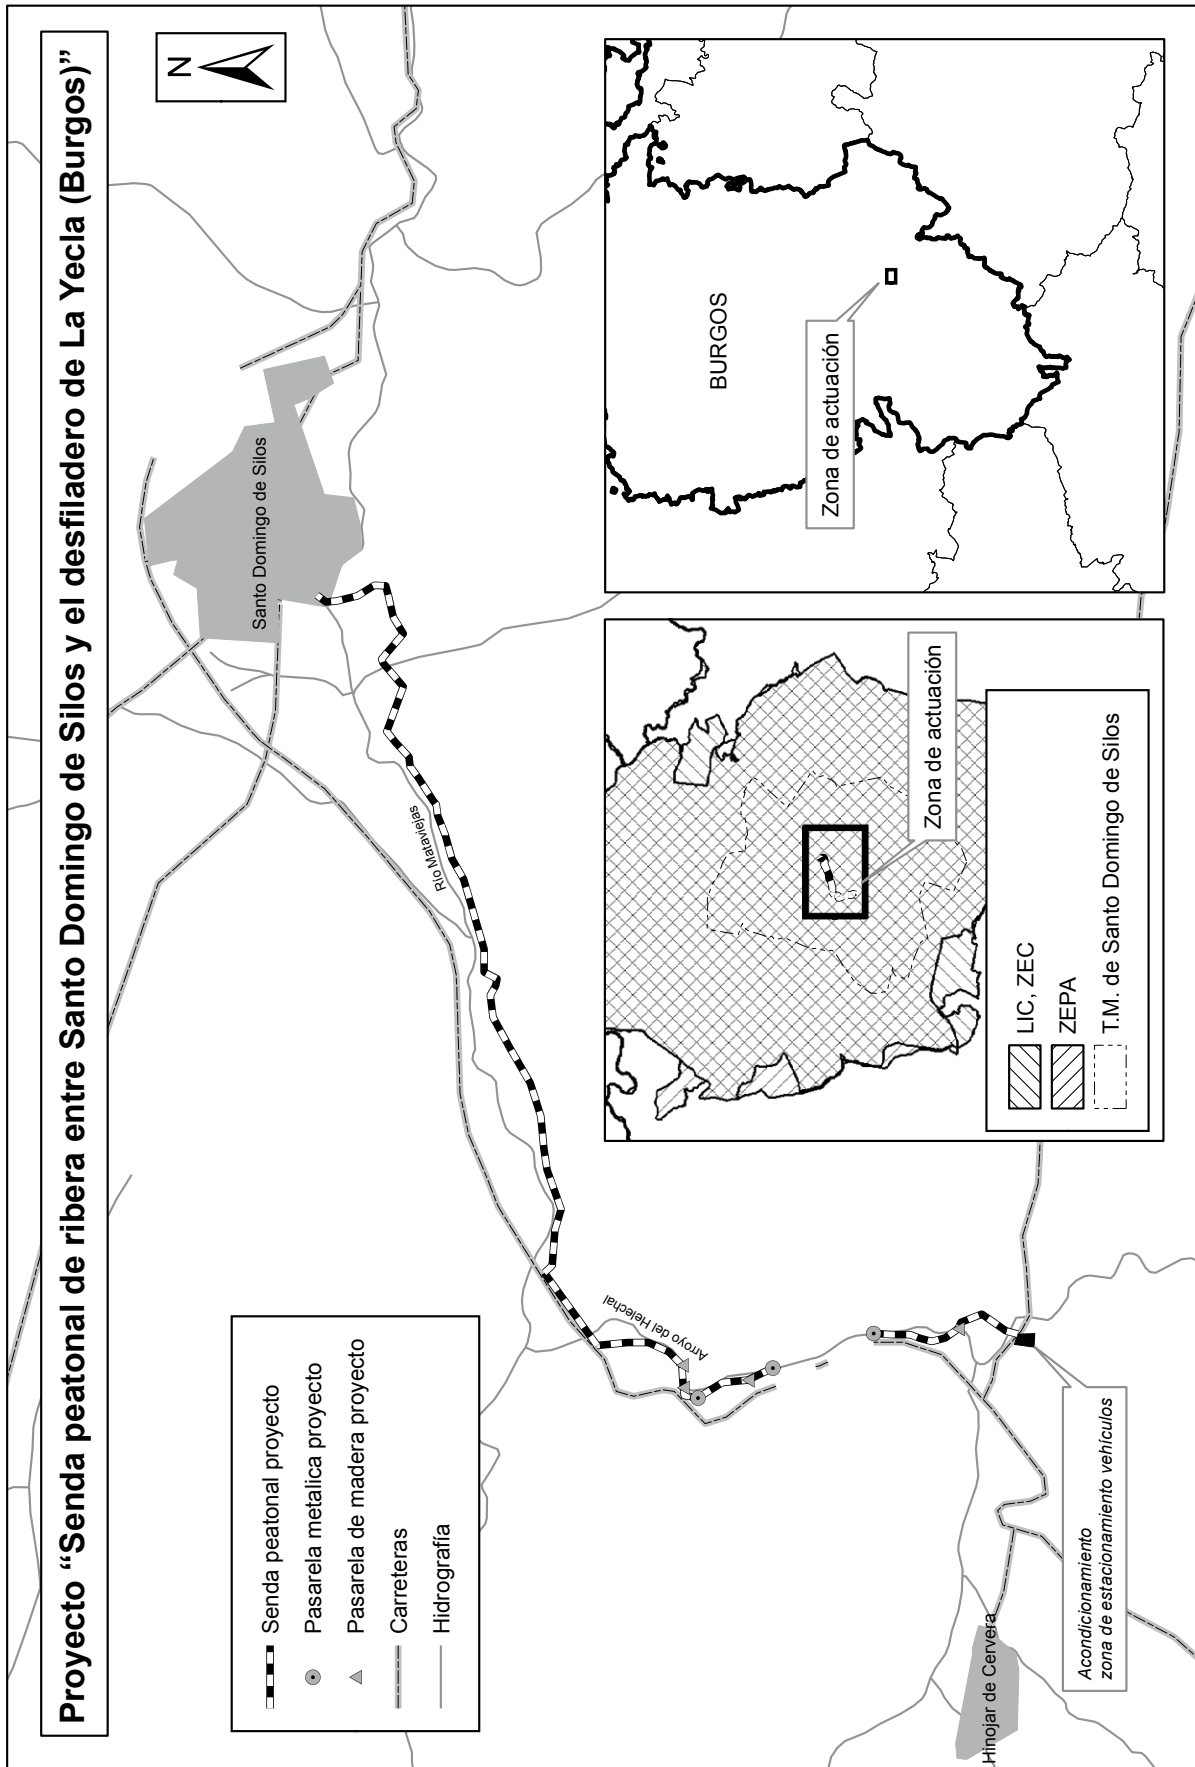 Proyecto “Senda peatonal de ribera entre Santo Domingo de Silos y el desfiladero de La Yecla (Burgos)”
N
Santo Domingo de Silos
Río Mataviejas
Arroyo del Helechal
Senda peatonal proyecto
Pasarela metalica proyecto
Pasarela de madera proyecto
Carreteras
Hidrografía
Hinojar de Cervera
Acondicionamiento
zona de estacionamiento vehículos
Zona de actuación
LIC, ZEC
ZEPA
T.M. de Santo Domingo de Silos
BURGOS
Zona de actuación